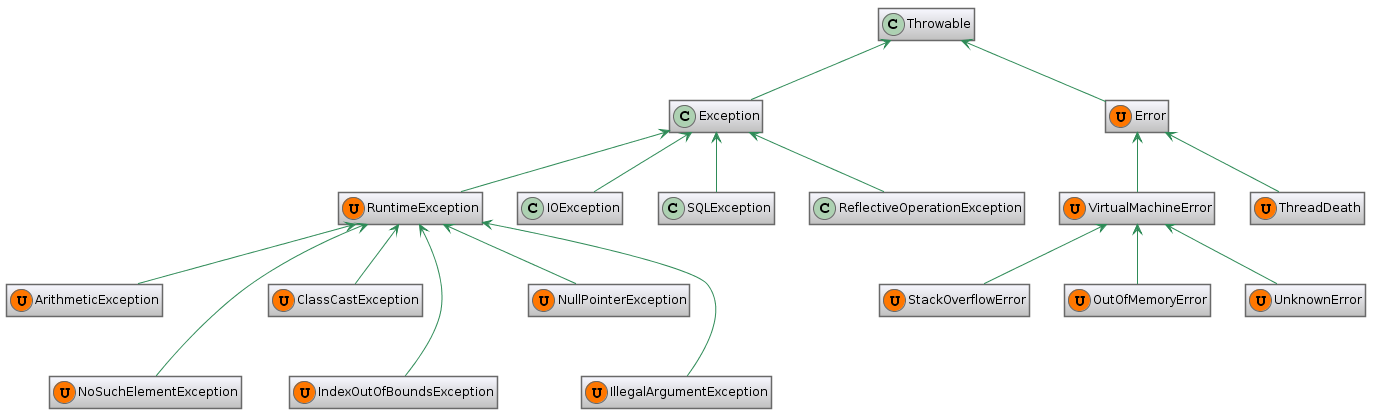 C Throwable
C Exception
U Error
U RuntimeException
C IOException
C SQLException
C ReflectiveOperationException
U VirtualMachineError
U ThreadDeath
U ArithmeticException
U ClassCastException
U NullPointerException
U StackOverflowError
U OutOfMemoryError
U UnknownError
U NoSuchElementException
U IndexOutOfBoundsException
U IllegalArgumentException